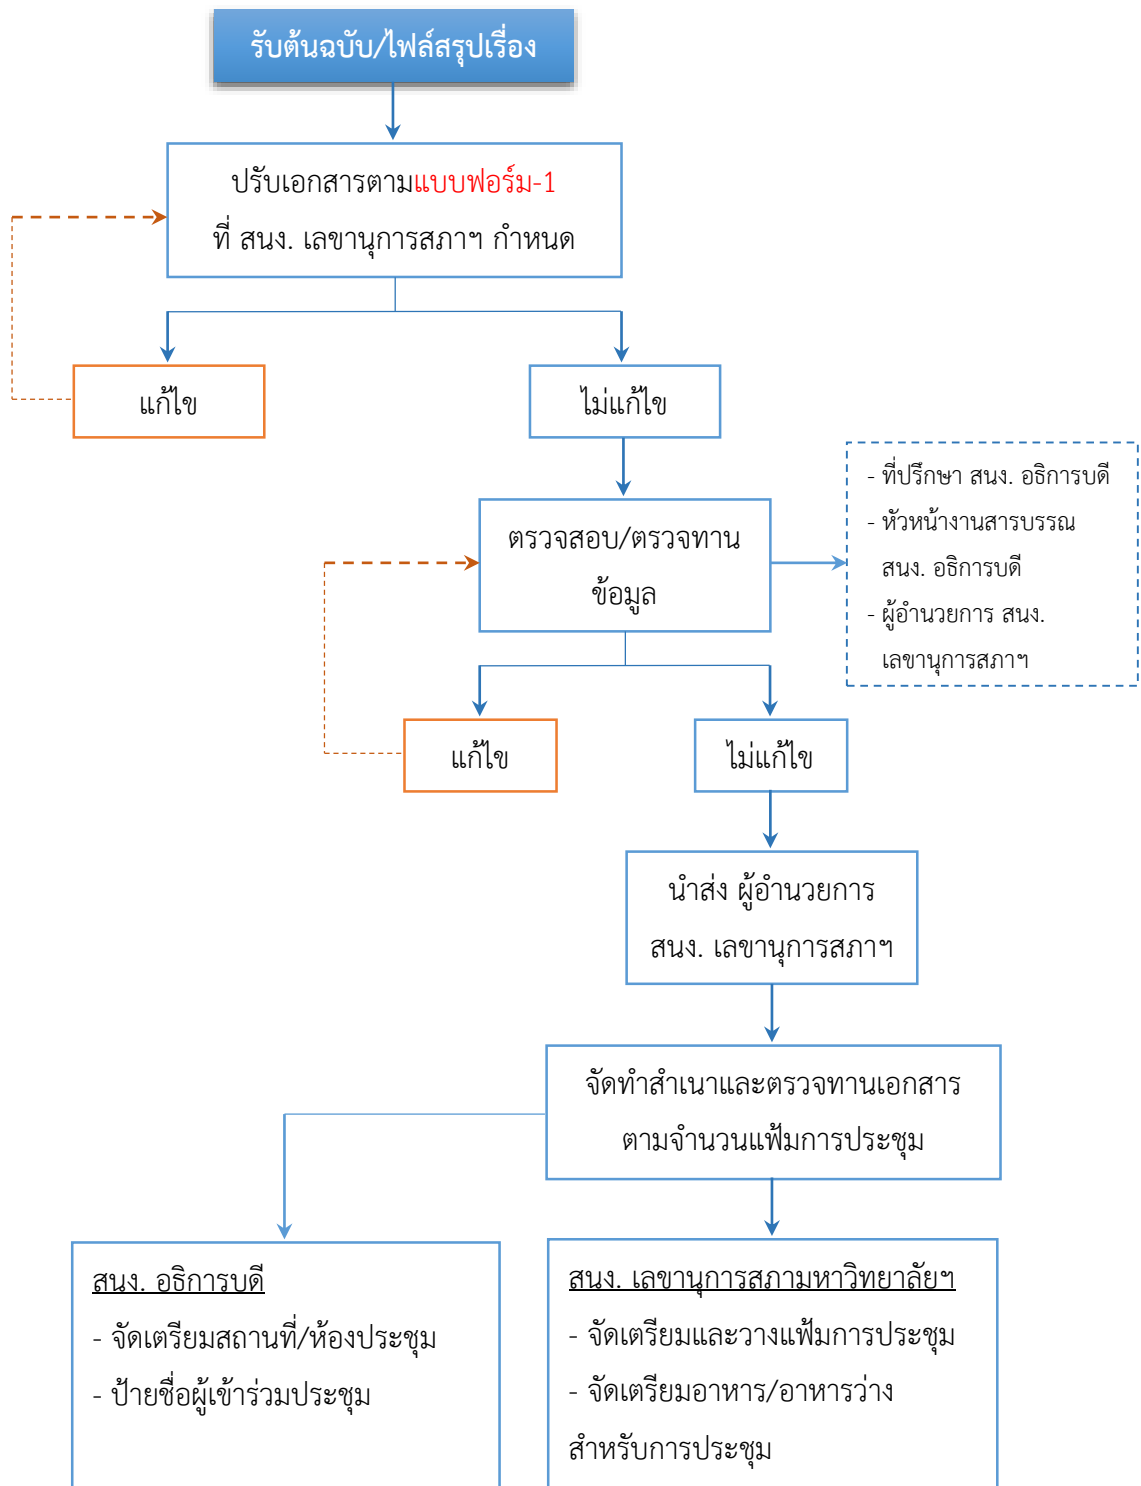 รับต้นฉบับ/ไฟล์สรุปเรื่อง
ปรับเอกสารตามแบบฟอร์ม-1
ที่ สนง. เลขานุการสภาฯ กำหนด
แก้ไข
ไม่แก้ไข
ตรวจสอบ/ตรวจทาน
ข้อมูล
- ที่ปรึกษา สนง. อธิการบดี
- หัวหน้างานสารบรรณ
สนง. อธิการบดี
- ผู้อำนวยการ สนง.
เลขานุการสภาฯ
แก้ไข
ไม่แก้ไข
นำส่ง ผู้อำนวยการ
สนง. เลขานุการสภาฯ
จัดทำสำเนาและตรวจทานเอกสาร
ตามจำนวนแฟ้มการประชุม
สนง. อธิการบดี
- จัดเตรียมสถานที่/ห้องประชุม
- ป้ายชื่อผู้เข้าร่วมประชุม
สนง. เลขานุการสภามหาวิทยาลัยฯ
- จัดเตรียมและวางแฟ้มการประชุม
- จัดเตรียมอาหาร/อาหารว่าง
สำหรับการประชุม